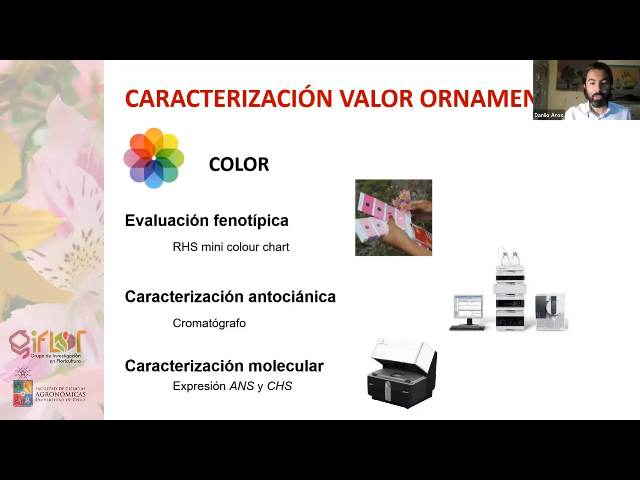 CARACTERIZACIÓN VALOR ORNAMEN
Danilo Aros
COLOR
Evaluación fenotípica
RHS mini colour chart
Caracterización antociánica
Cromatógrafo
Caracterización molecular
Expresión ANS y CHS
giflor
Grupo de Investigación
en Floricultura
FACULTAD DE CIENCIAS
AGRONÓMICAS
UNIVERSIDAD DE CHILE